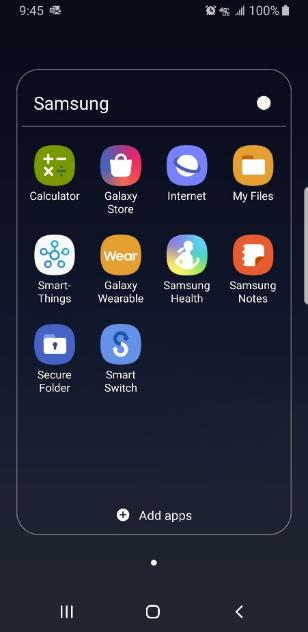 9:45
100%
Samsung
Calculator
Galaxy
Store
Internet
My Files
Smart-
Things
Wear
Galaxy
Wearable
Samsung
Health
Samsung
Notes
Secure
Folder
Smart
Switch
Add apps